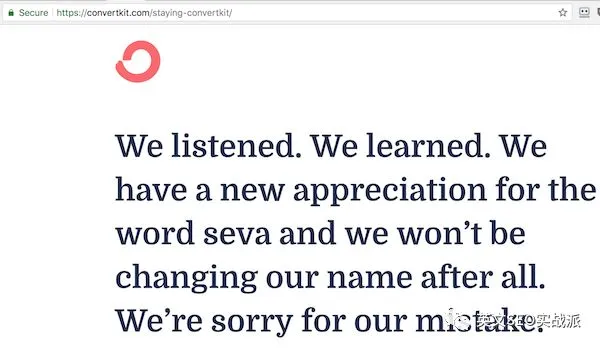 Secure https://convertkit.com/staying-convertkit/
We listened. We learned. We
have a new appreciation for the
word seva and we won’t be
changing our name after all.
We’re sorry for our mistake.
英文SEO实战派